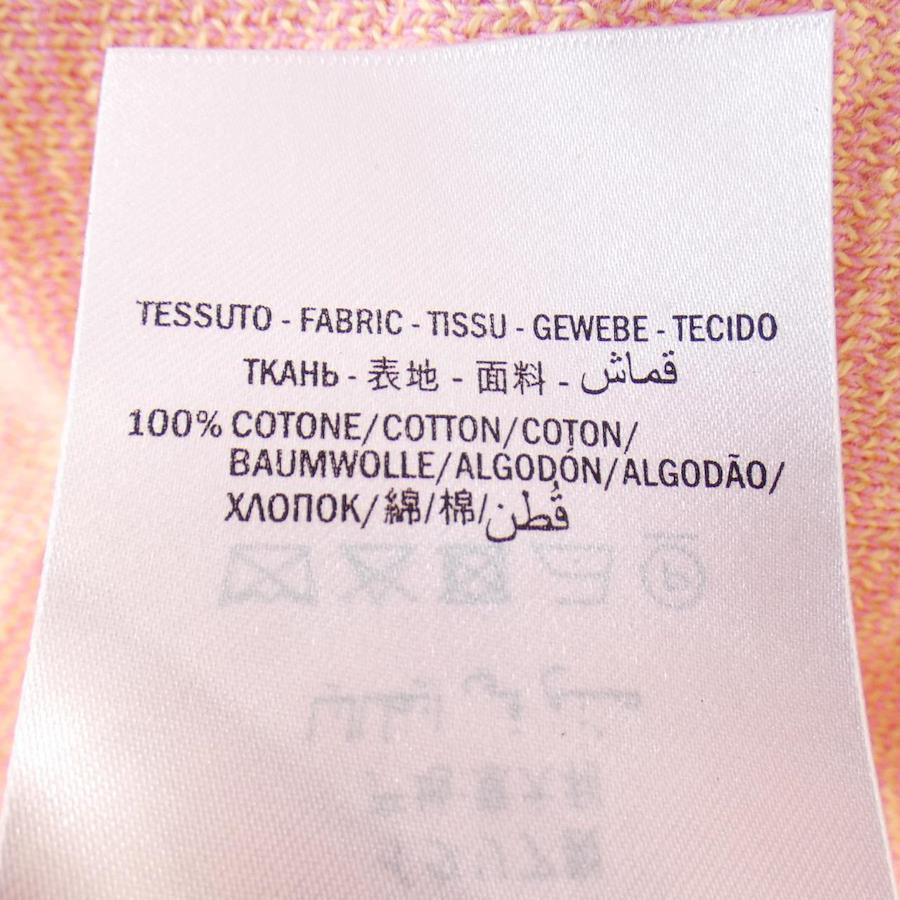 TESSUTO - FABRIC - TISSU - GEWEBE - TECIDO
ТКАНЬ - 表地 - 面料 - قماش
100% COTONE/COTTON/COTON/
BAUMWOLLE/ALGODÓN/ALGODÃO/
ХЛОПОК/綿/棉/قُطن